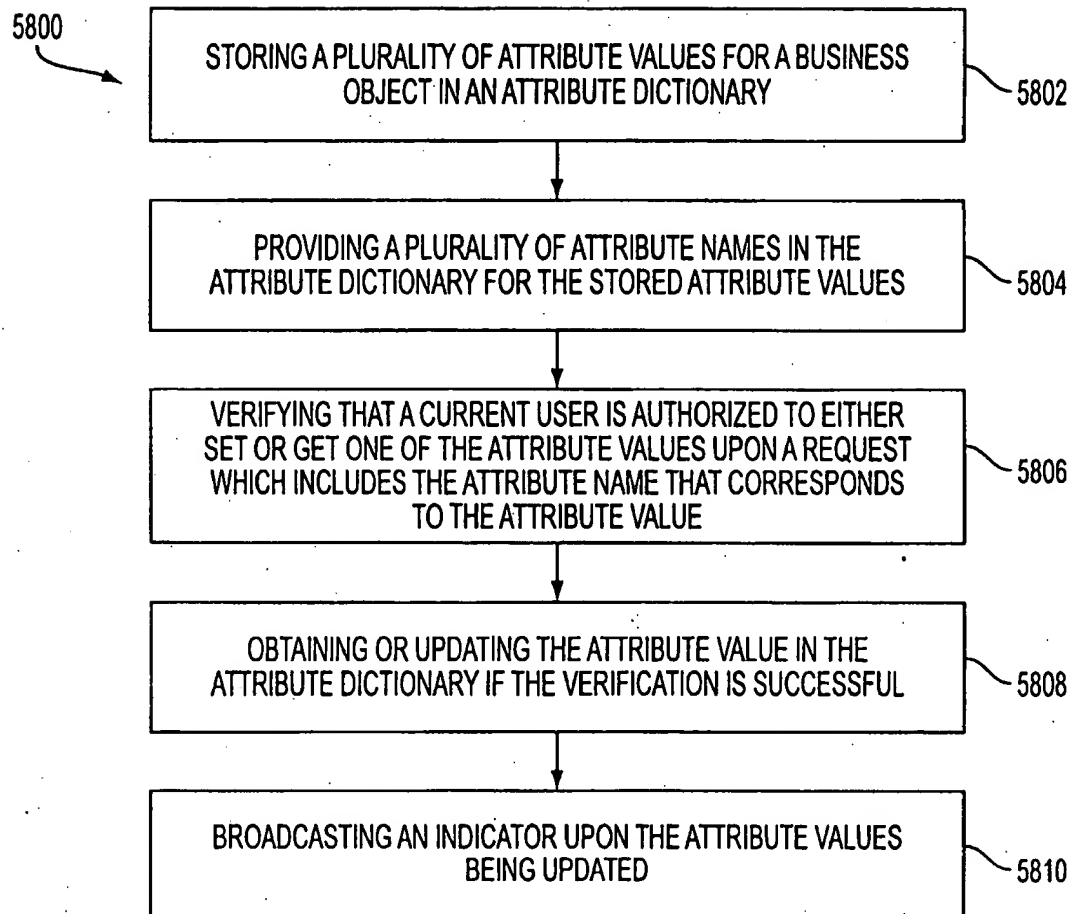 5800
STORING A PLURALITY OF ATTRIBUTE VALUES FOR A BUSINESS
OBJECT IN AN ATTRIBUTE DICTIONARY
5802
PROVIDING A PLURALITY OF ATTRIBUTE NAMES IN THE
ATTRIBUTE DICTIONARY FOR THE STORED ATTRIBUTE VALUES
5804
VERIFYING THAT A CURRENT USER IS AUTHORIZED TO EITHER
SET OR GET ONE OF THE ATTRIBUTE VALUES UPON A REQUEST
WHICH INCLUDES THE ATTRIBUTE NAME THAT CORRESPONDS
TO THE ATTRIBUTE VALUE
5806
OBTAINING OR UPDATING THE ATTRIBUTE VALUE IN THE
ATTRIBUTE DICTIONARY IF THE VERIFICATION IS SUCCESSFUL
5808
BROADCASTING AN INDICATOR UPON THE ATTRIBUTE VALUES
BEING UPDATED
5810